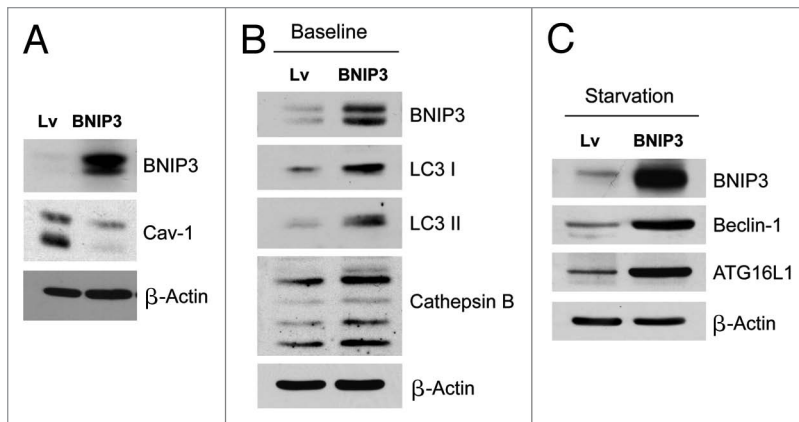 A
Lv BNIP3
BNIP3
Cav-1
β-Actin
B
Baseline
Lv BNIP3
BNIP3
LC3 I
LC3 II
Cathepsin B
β-Actin
C
Starvation
Lv BNIP3
BNIP3
Beclin-1
ATG16L1
β-Actin